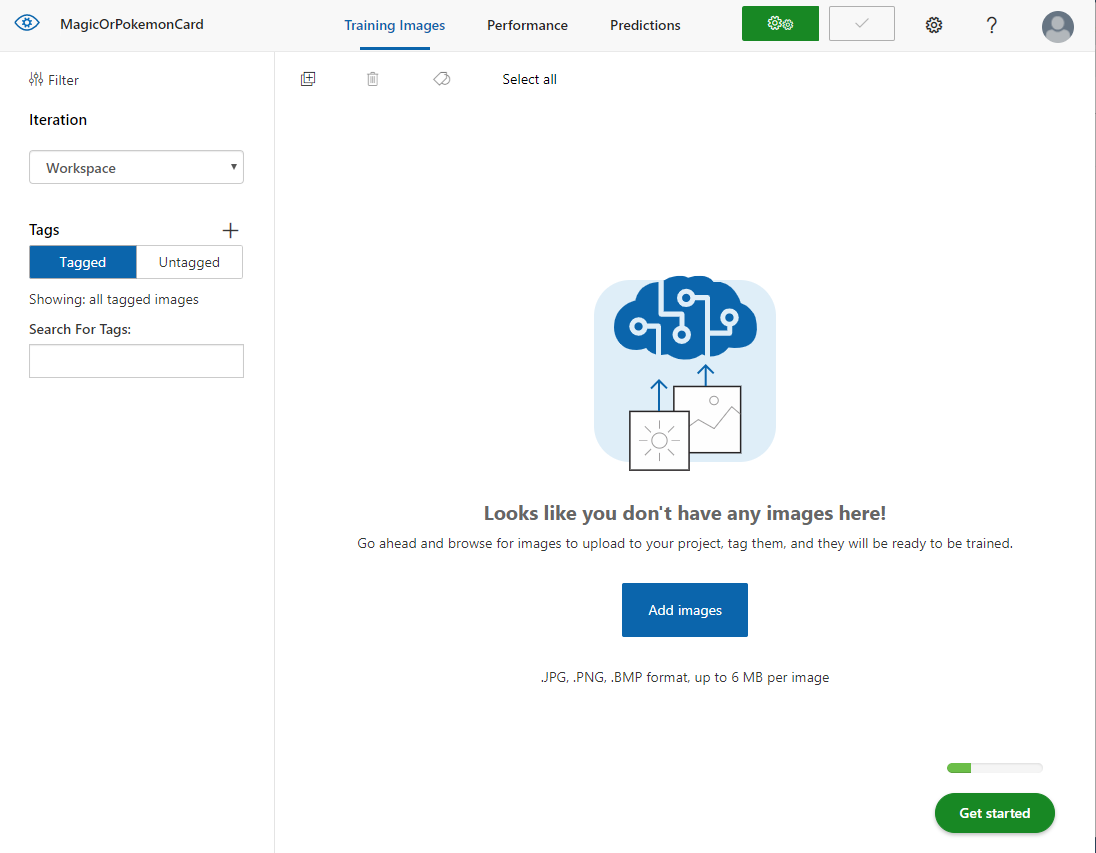 MagicOrPokemonCard
Training Images
Performance
Predictions
?
Filter
Select all
Iteration
Workspace
Tags
Tagged
Untagged
Showing: all tagged images
Search For Tags:
Looks like you don't have any images here!
Go ahead and browse for images to upload to your project, tag them, and they will be ready to be trained.
Add images
.JPG, .PNG, .BMP format, up to 6 MB per image
Get started